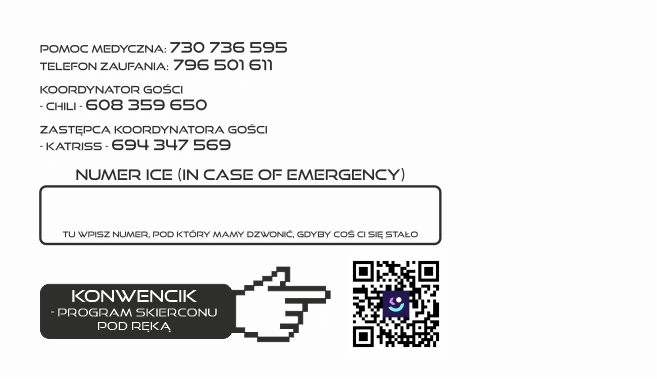 POMOC MEDYCZNA: 730 736 595
TELEFON ZAUFANIA: 796 501 611
KOORDYNATOR GOŚCI
- CHILI - 608 359 650
ZASTĘPCA KOORDYNATORA GOŚCI
- KATRISS - 694 347 569
NUMER ICE (IN CASE OF EMERGENCY)
TU WPISZ NUMER, POD KTÓRY MAMY DZWONIĆ, GDYBY COŚ CI SIĘ STAŁO
KONWENCIK
- PROGRAM SKIERCONU
POD RĘKĄ